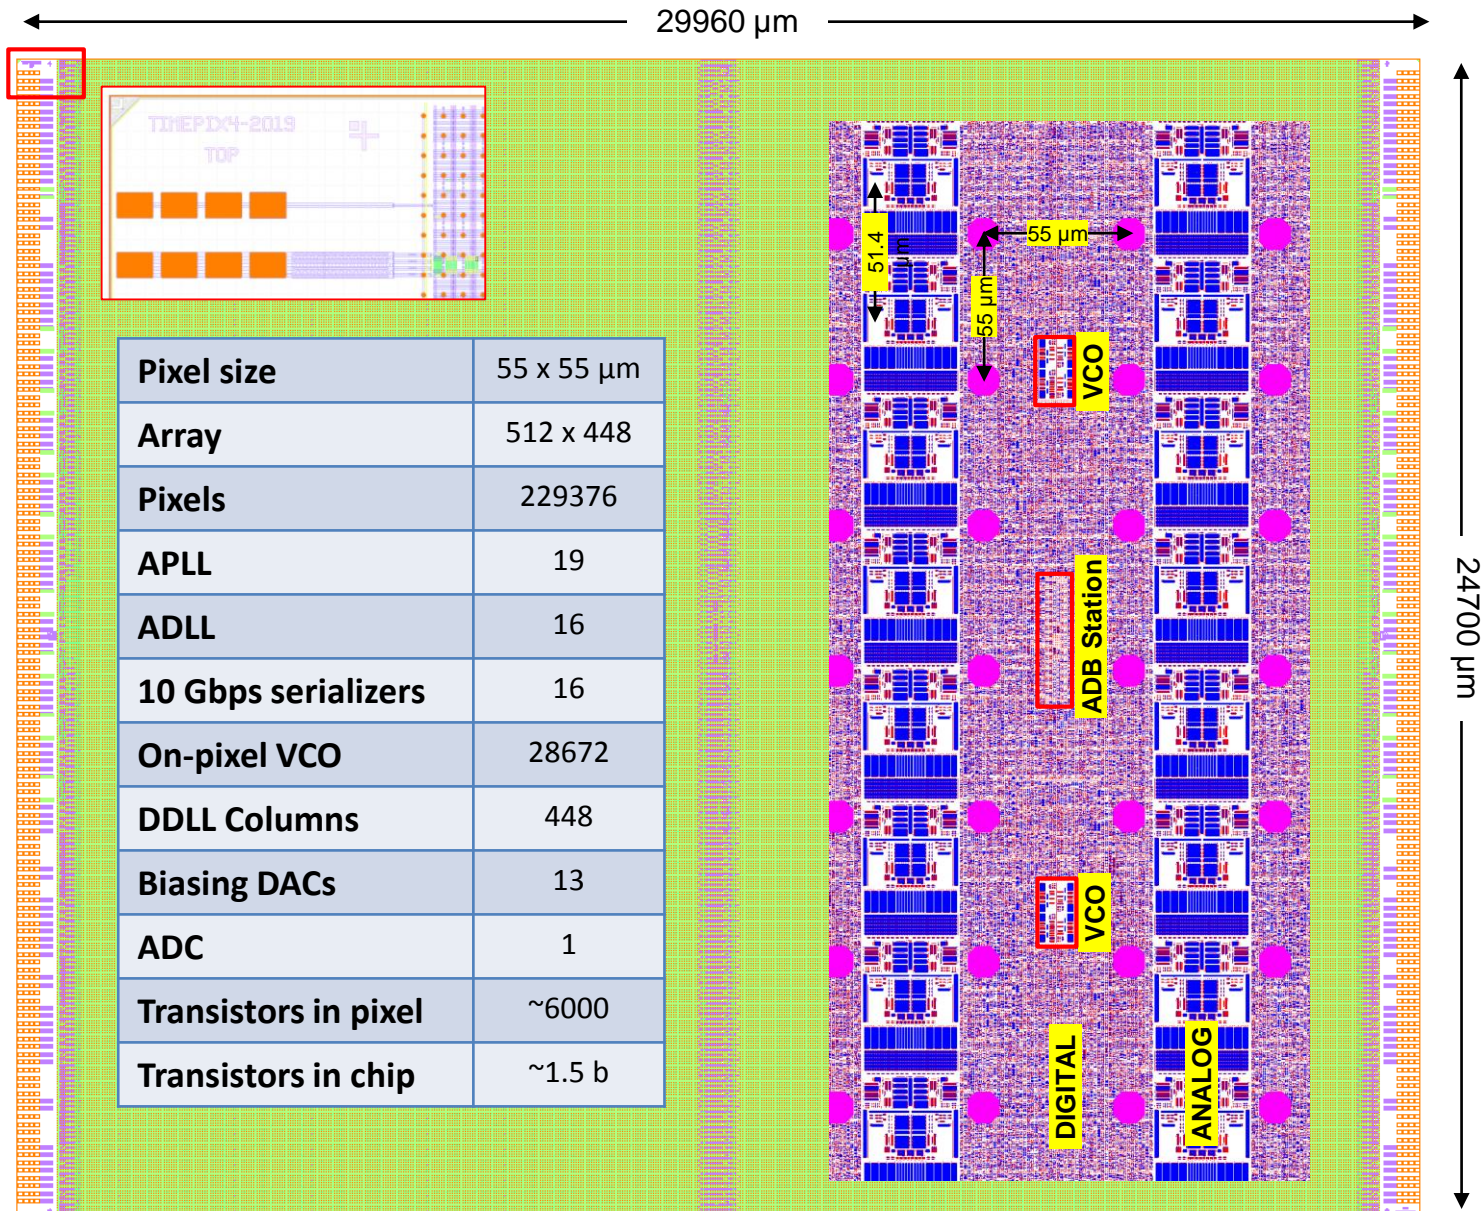 29960 µm
TIMEPIX4-2019
TOP
Pixel size 55 x 55 µm
Array 512 x 448
Pixels 229376
APLL 19
ADLL 16
10 Gbps serializers 16
On-pixel VCO 28672
DDLL Columns 448
Biasing DACs 13
ADC 1
Transistors in pixel ~6000
Transistors in chip ~1.5 b
51.4 µm
55 µm
55 µm
VCO
ADB Station
VCO
DIGITAL
ANALOG
24700 µm